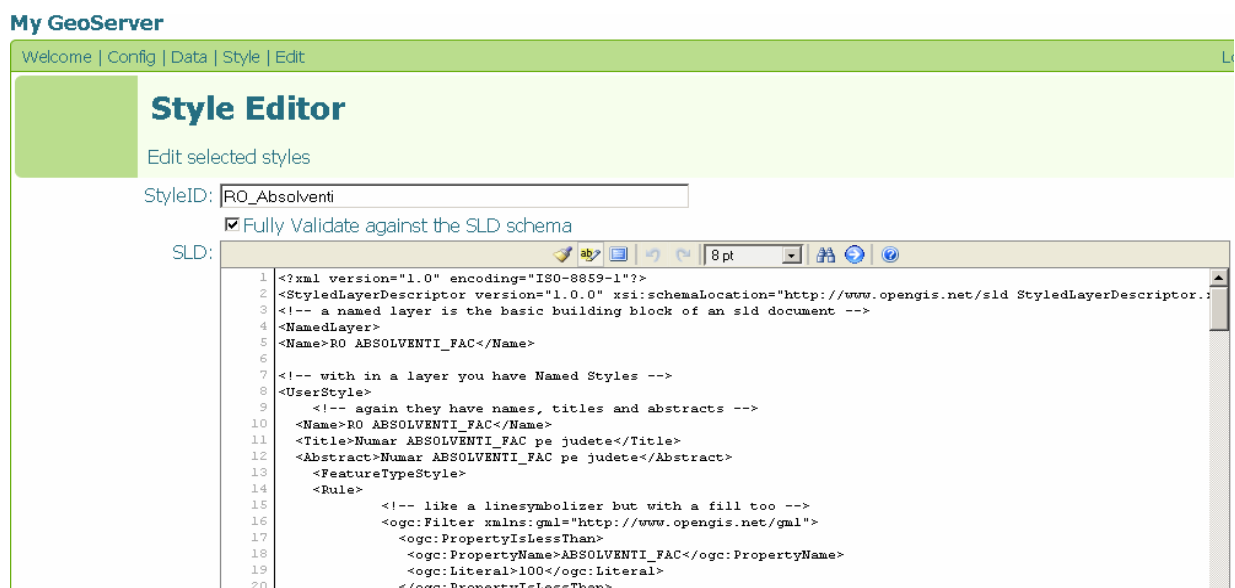 My GeoServer
Welcome | Config | Data | Style | Edit
Style Editor
Edit selected styles
StyleID: RO_Absolventi
Fully Validate against the SLD schema
SLD:
8 pt
1 <?xml version="1.0" encoding="ISO-8859-1"?>
2 <StyledLayerDescriptor version="1.0.0" xsi:schemaLocation="http://www.opengis.net/sld StyledLayerDescriptor.
3 <!-- a named layer is the basic building block of an sld document -->
4 <NamedLayer>
5 <Name>RO ABSOLVENTI_FAC</Name>
6
7 <!-- with in a layer you have Named Styles -->
8 <UserStyle>
9 <!-- again they have names, titles and abstracts -->
10 <Name>RO ABSOLVENTI_FAC</Name>
11 <Title>Numar ABSOLVENTI_FAC pe judete</Title>
12 <Abstract>Numar ABSOLVENTI_FAC pe judete</Abstract>
13 <FeatureTypeStyle>
14 <Rule>
15 <!-- like a linesymbolizer but with a fill too -->
16 <ogc:Filter xmlns:gml="http://www.opengis.net/gml">
17 <ogc:PropertyIsLessThan>
18 <ogc:PropertyName>ABSOLVENTI_FAC</ogc:PropertyName>
19 <ogc:Literal>100</ogc:Literal>
20 </ogc:PropertyIsLessThan>